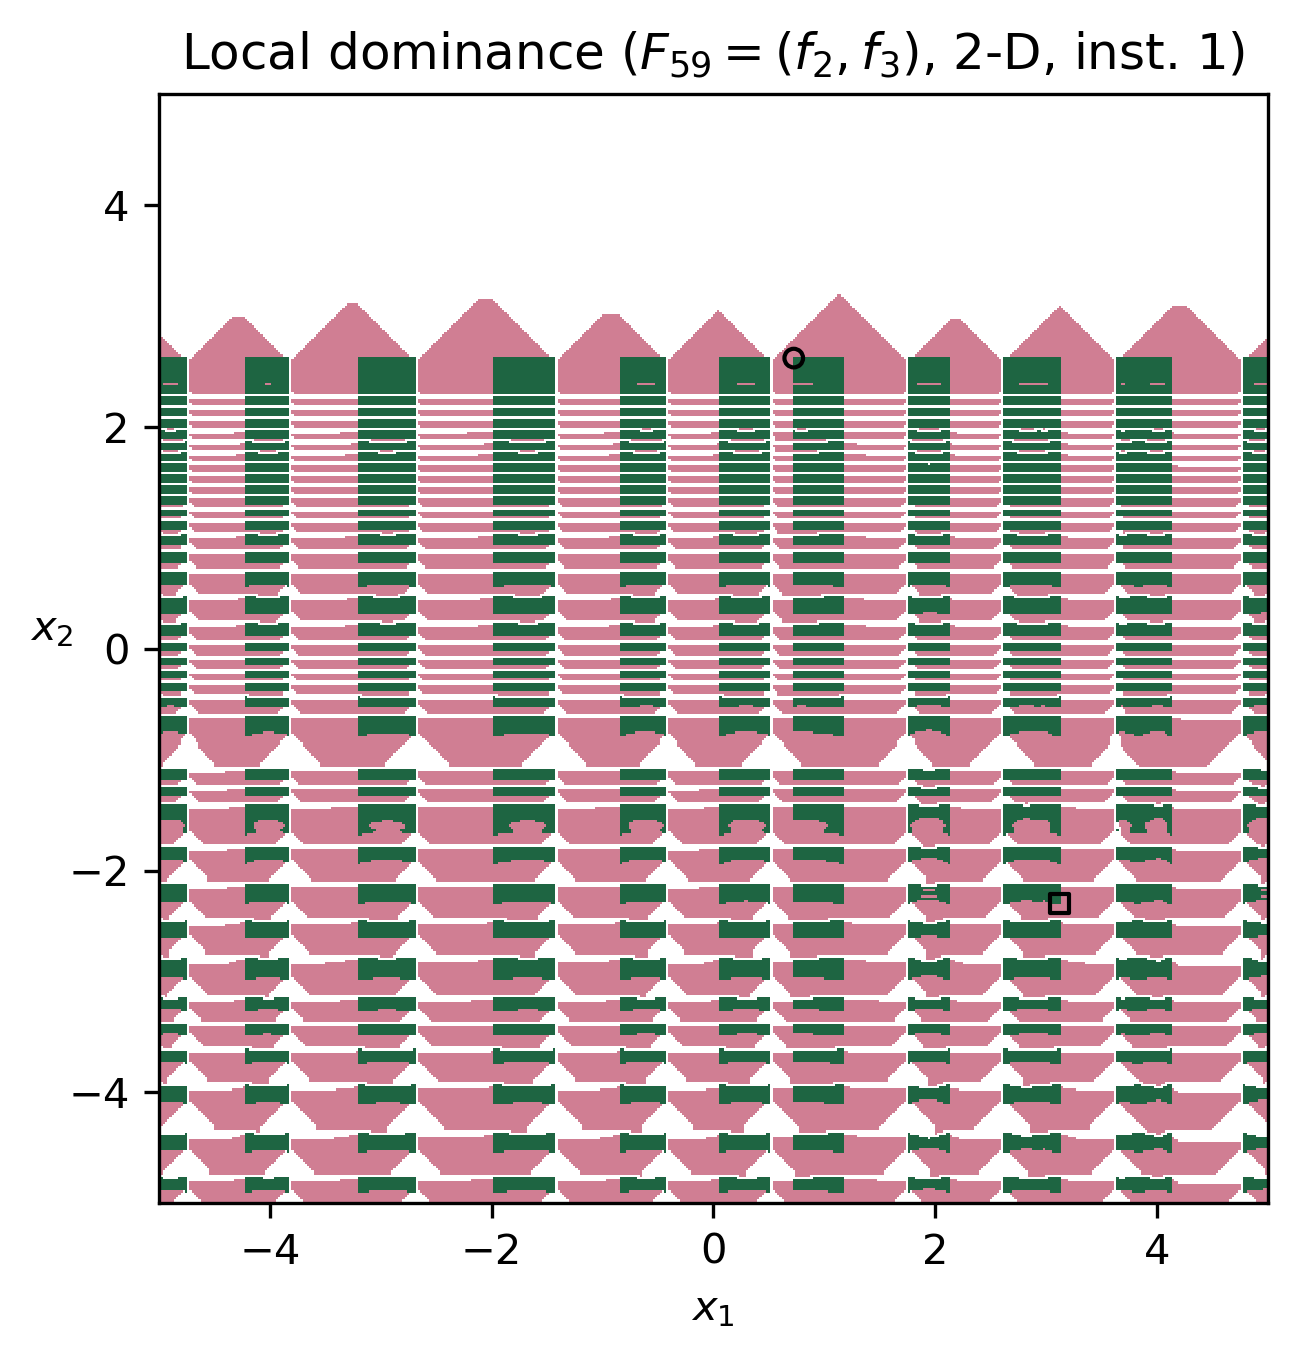 Local dominance (F₅₉ = (f₂, f₃), 2-D, inst. 1)
4
2
x₂
0
−2
−4
−4 −2 0 2 4
x₁